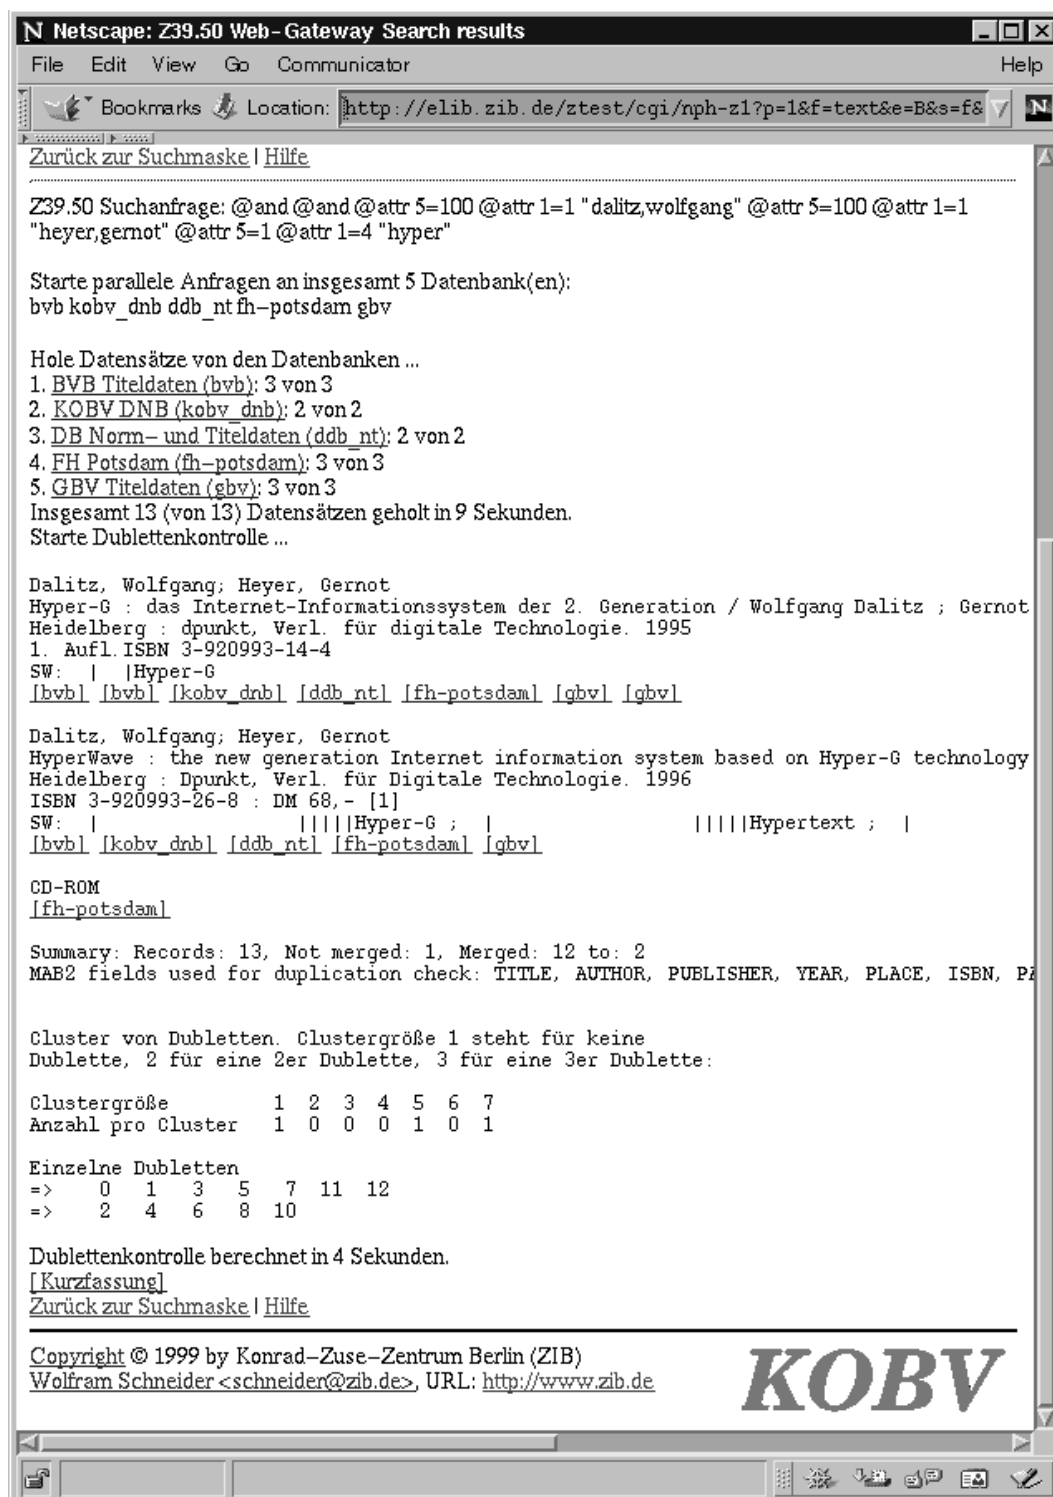 N Netscape: Z39.50 Web-Gateway Search results
File Edit View Go Communicator Help
Bookmarks Location: http://elib.zib.de/ztest/cgi/nph-z1?p=1&f=text&e=B&s=f& N
Zurück zur Suchmaske | Hilfe
Z39.50 Suchanfrage: @and @and @attr 5=100 @attr 1=1 "dalitz,wolfgang" @attr 5=100 @attr 1=1
"heyer,gernot" @attr 5=1 @attr 1=4 "hyper"
Starte parallele Anfragen an insgesamt 5 Datenbank(en):
bvb kobv_dnb ddb_nt fh-potsdam gbv
Hole Datensätze von den Datenbanken ...
1. BVB Titeldaten (bvb): 3 von 3
2. KOBV DNB (kobv_dnb): 2 von 2
3. DB Norm- und Titeldaten (ddb_nt): 2 von 2
4. FH Potsdam (fh-potsdam): 3 von 3
5. GBV Titeldaten (gbv): 3 von 3
Insgesamt 13 (von 13) Datensätzen geholt in 9 Sekunden.
Starte Dublettenkontrolle ...
Dalitz, Wolfgang; Heyer, Gernot
Hyper-G : das Internet-Informationssystem der 2. Generation / Wolfgang Dalitz ; Gernot
Heidelberg : dpunkt, Verl. für digitale Technologie. 1995
1. Aufl.ISBN 3-920993-14-4
SW: | |Hyper-G
[bvb] [bvb] [kobv_dnb] [ddb_nt] [fh-potsdam] [gbv] [gbv]
Dalitz, Wolfgang; Heyer, Gernot
HyperWave : the new generation Internet information system based on Hyper-G technology
Heidelberg : Dpunkt, Verl. für Digitale Technologie. 1996
ISBN 3-920993-26-8 : DM 68,- [1]
SW: | |||||Hyper-G ; | |||||Hypertext ; |
[bvb] [kobv_dnb] [ddb_nt] [fh-potsdam] [gbv]
CD-ROM
[fh-potsdam]
Summary: Records: 13, Not merged: 1, Merged: 12 to: 2
MAB2 fields used for duplication check: TITLE, AUTHOR, PUBLISHER, YEAR, PLACE, ISBN,
Cluster von Dubletten. Clustergröße 1 steht für keine
Dublette, 2 für eine 2er Dublette, 3 für eine 3er Dublette:
Clustergröße 1 2 3 4 5 6 7
Anzahl pro Cluster 1 0 0 0 1 0 1
Einzelne Dubletten
=> 0 1 3 5 7 11 12
=> 2 4 6 8 10
Dublettenkontrolle berechnet in 4 Sekunden.
[Kurzfassung]
Zurück zur Suchmaske | Hilfe
Copyright © 1999 by Konrad-Zuse-Zentrum Berlin (ZIB)
Wolfram Schneider <schneider@zib.de>, URL: http://www.zib.de
KOBV